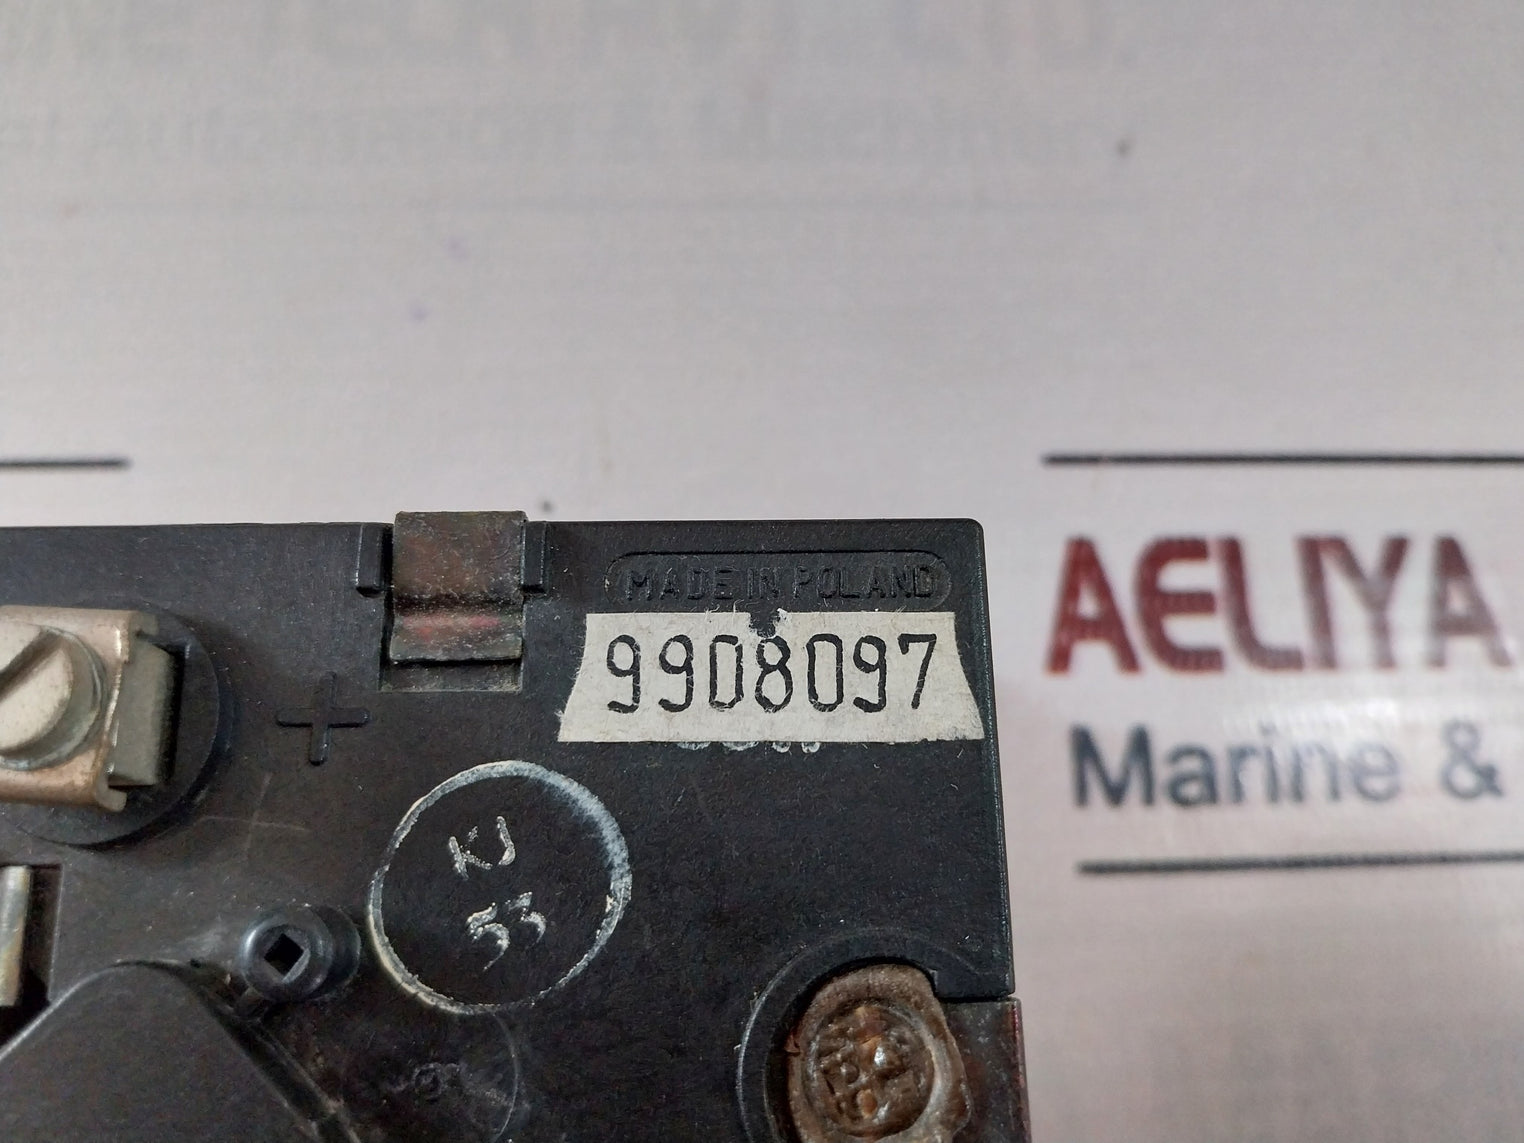 MADE IN POLAND
9908097
KJ
53
+
AELIYA
Marine &